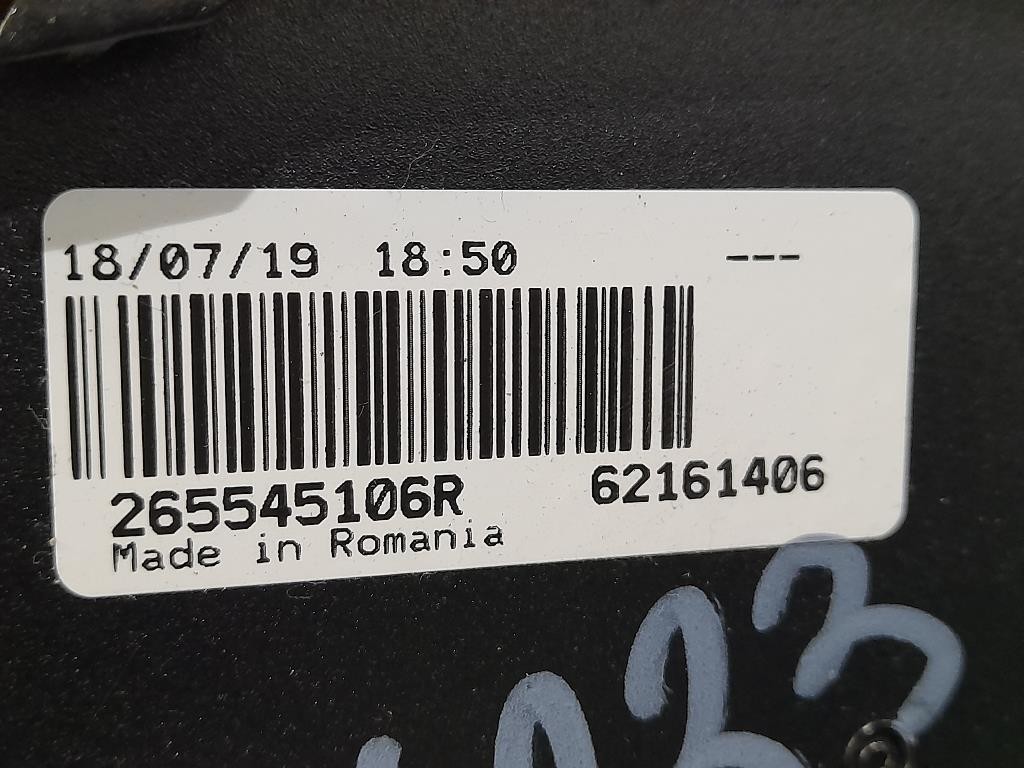 18/07/19 18:50 ---
265545106R 62161406
Made in Romania